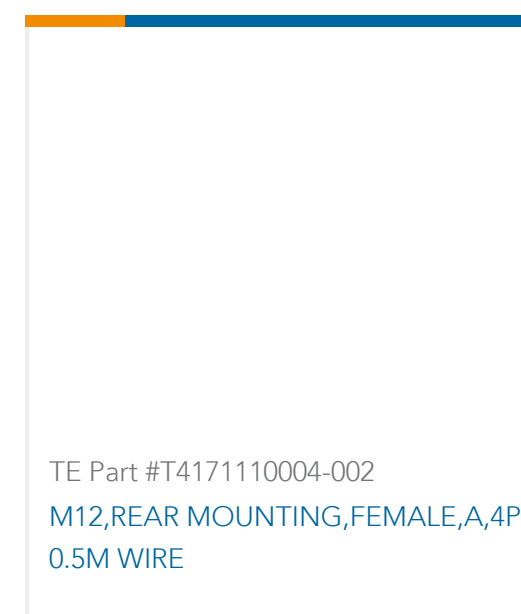 TE Part #T4171110004-002
M12,REAR MOUNTING,FEMALE,A,4P
0.5M WIRE